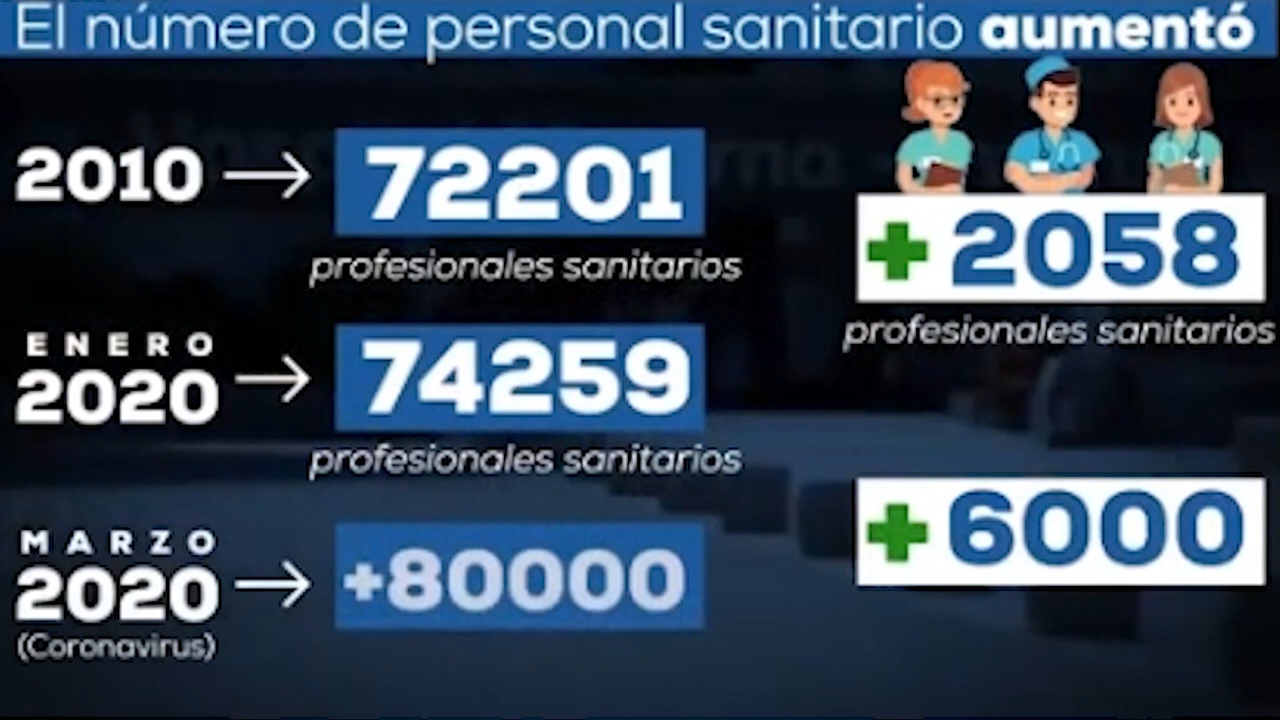 El número de personal sanitario aumentó
2010 → 72201
profesionales sanitarios
+ 2058
profesionales sanitarios
ENERO
2020 → 74259
profesionales sanitarios
+ 6000
MARZO
2020 → +80000
(Coronavirus)